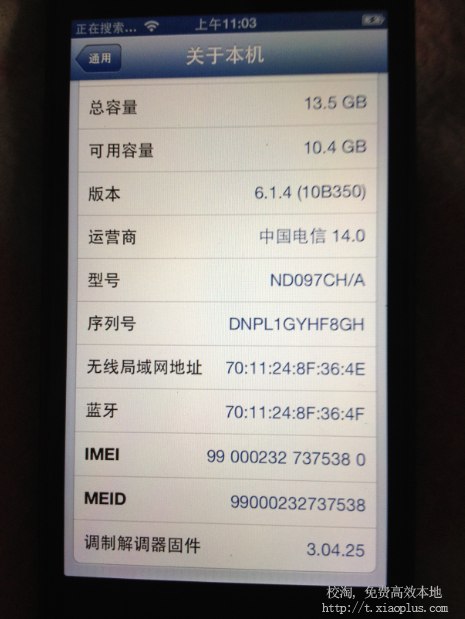 正在搜索... 上午11:03
通用 关于本机
总容量 13.5 GB
可用容量 10.4 GB
版本 6.1.4 (10B350)
运营商 中国电信 14.0
型号 ND097CH/A
序列号 DNPL1GYHF8GH
无线局域网地址 70:11:24:8F:36:4E
蓝牙 70:11:24:8F:36:4F
IMEI 99 000232 737538 0
MEID 99000232737538
调制解调器固件 3.04.25
校淘，免费高效本地
http://t.xiaoplus.com/